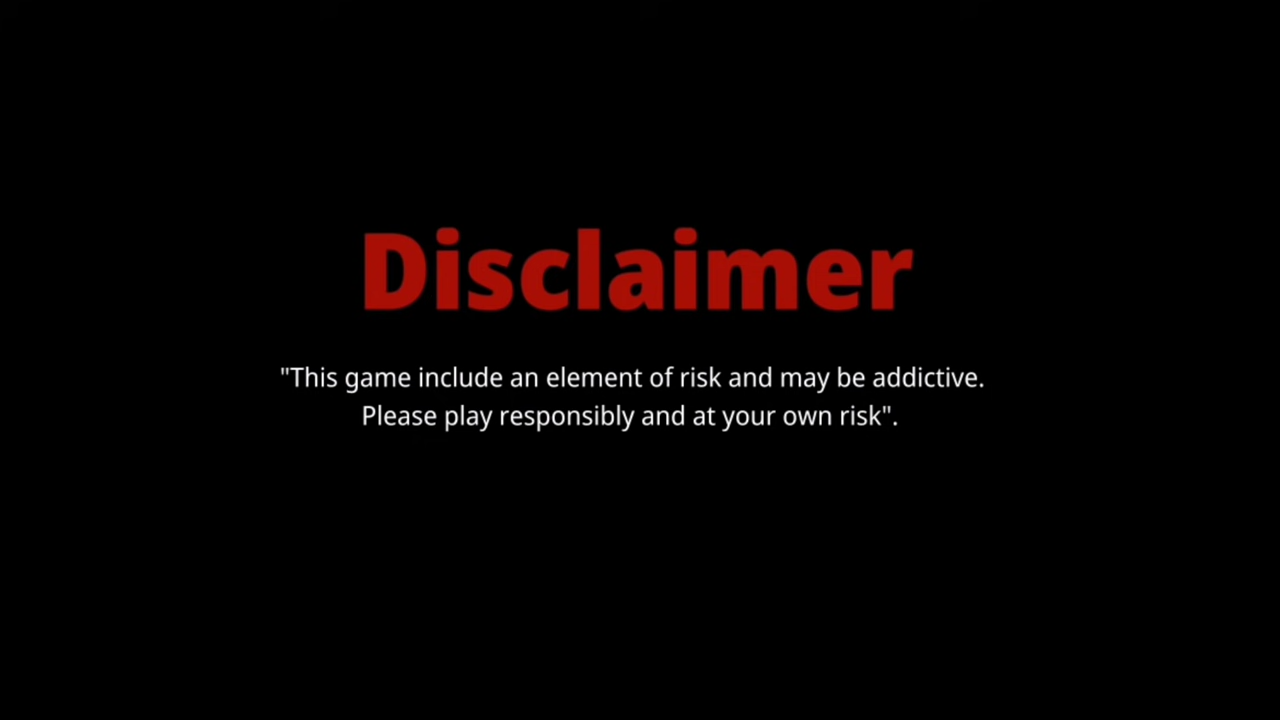 Disclaimer
"This game include an element of risk and may be addictive.
Please play responsibly and at your own risk".